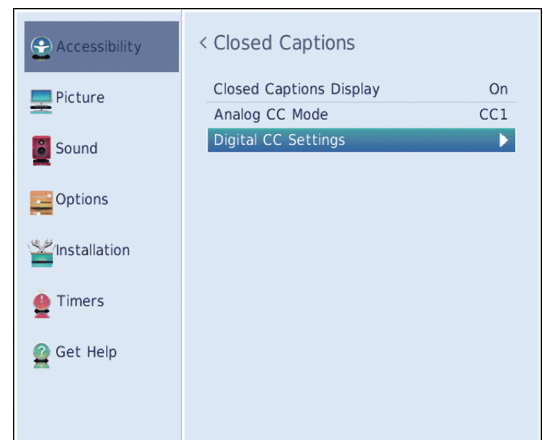 Accessibility
Picture
Sound
Options
Installation
Timers
Get Help
< Closed Captions
Closed Captions Display On
Analog CC Mode CC1
Digital CC Settings